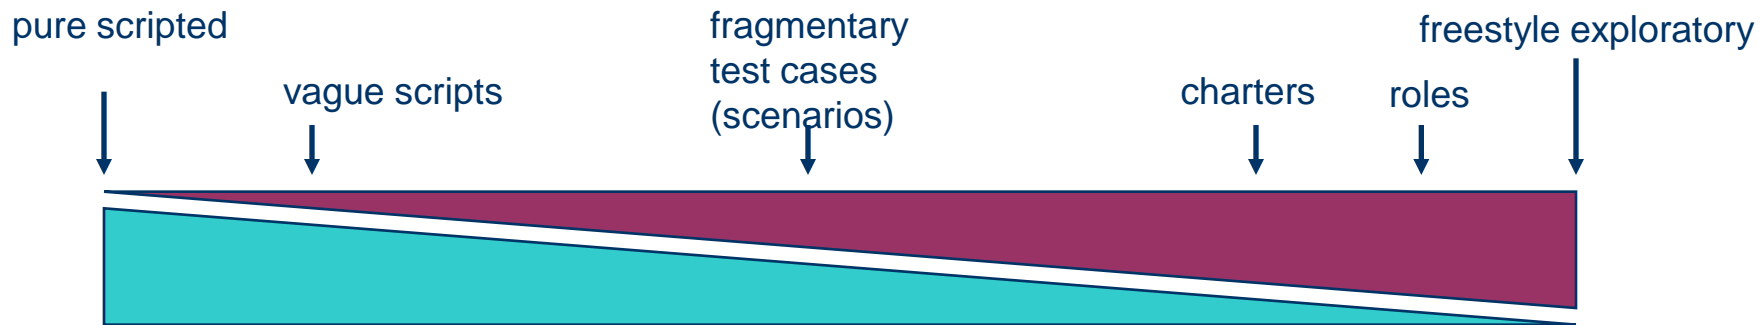 pure scripted
vague scripts
fragmentary
test cases
(scenarios)
charters
roles
freestyle exploratory